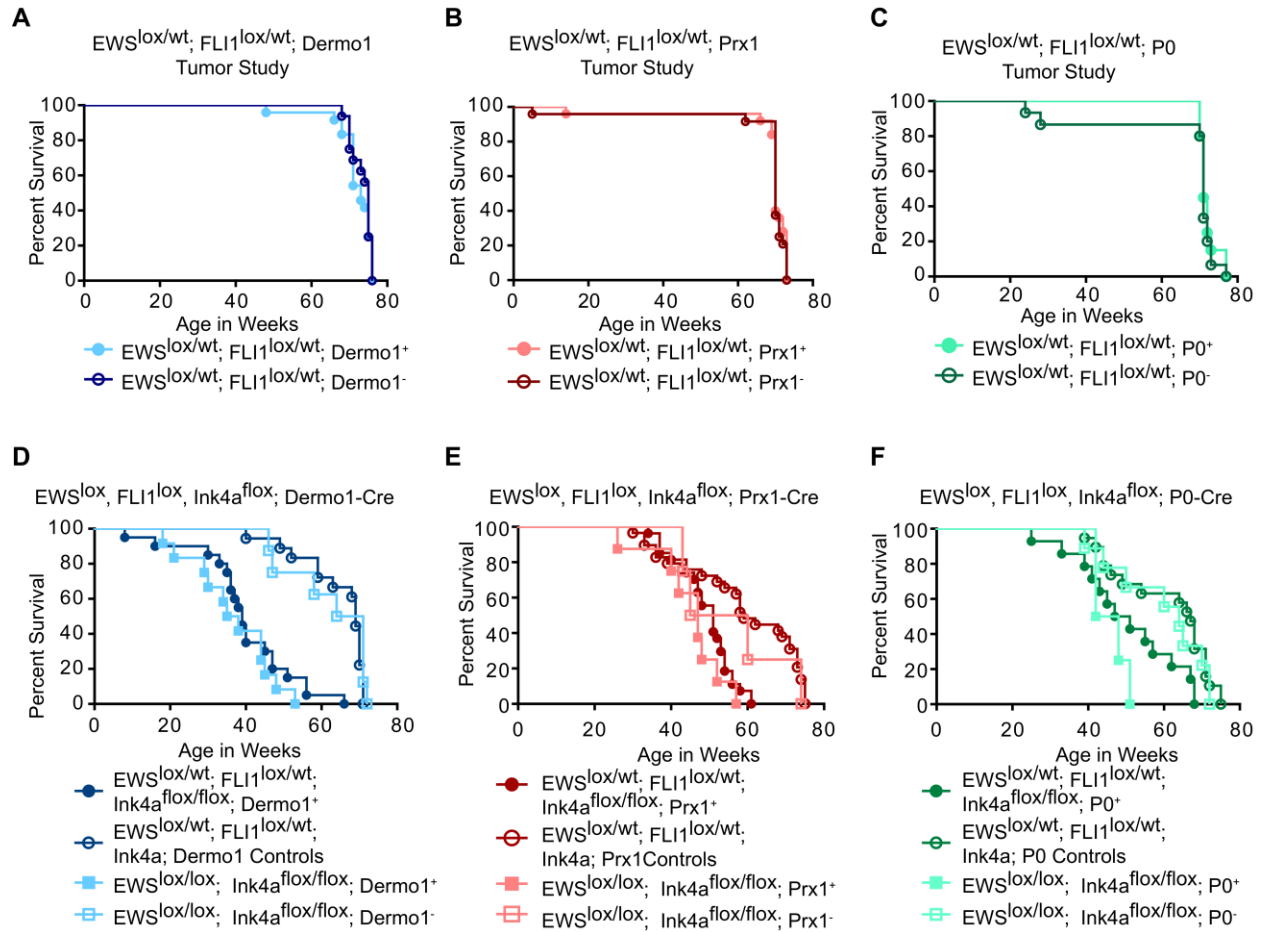 A
EWSlox/wt; FLI1lox/wt; Dermo1
Tumor Study
Percent Survival
100
80
60
40
20
0
0 20 40 60 80
Age in Weeks
EWSlox/wt; FLI1lox/wt; Dermo1+
EWSlox/wt; FLI1lox/wt; Dermo1-
B
EWSlox/wt; FLI1lox/wt; Prx1
Tumor Study
Percent Survival
100
80
60
40
20
0
0 20 40 60 80
Age in Weeks
EWSlox/wt; FLI1lox/wt; Prx1+
EWSlox/wt; FLI1lox/wt; Prx1-
C
EWSlox/wt; FLI1lox/wt; P0
Tumor Study
Percent Survival
100
80
60
40
20
0
0 20 40 60 80
Age in Weeks
EWSlox/wt; FLI1lox/wt; P0+
EWSlox/wt; FLI1lox/wt; P0-
D
EWSlox, FLI1lox, Ink4aflox; Dermo1-Cre
Percent Survival
100
80
60
40
20
0
0 20 40 60 80
Age in Weeks
EWSlox/wt; FLI1lox/wt;
Ink4aflox/flox; Dermo1+
EWSlox/wt; FLI1lox/wt;
Ink4a; Dermo1 Controls
EWSlox/lox; Ink4aflox/flox; Dermo1+
EWSlox/lox; Ink4aflox/flox; Dermo1-
E
EWSlox, FLI1lox, Ink4aflox; Prx1-Cre
Percent Survival
100
80
60
40
20
0
0 20 40 60 80
Age in Weeks
EWSlox/wt; FLI1lox/wt;
Ink4aflox/flox; Prx1+
EWSlox/wt; FLI1lox/wt;
Ink4a; Prx1Controls
EWSlox/lox; Ink4aflox/flox; Prx1+
EWSlox/lox; Ink4aflox/flox; Prx1-
F
EWSlox, FLI1lox, Ink4aflox; P0-Cre
Percent Survival
100
80
60
40
20
0
0 20 40 60 80
Age in Weeks
EWSlox/wt; FLI1lox/wt;
Ink4aflox/flox; P0+
EWSlox/wt; FLI1lox/wt;
Ink4a; P0 Controls
EWSlox/lox; Ink4aflox/flox; P0+
EWSlox/lox; Ink4aflox/flox; P0-